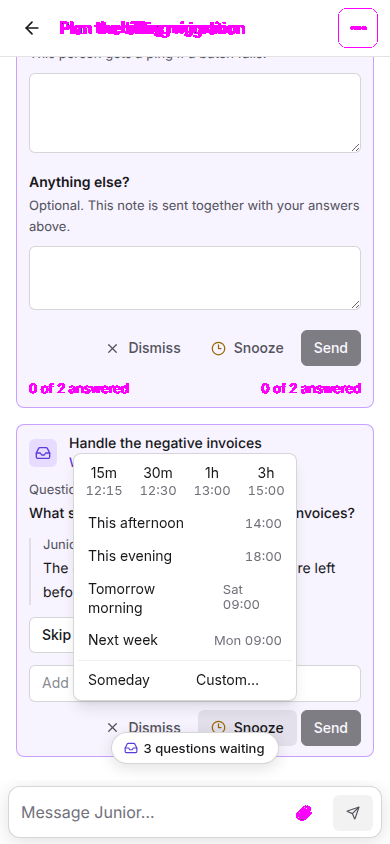 This person gets a ping if a batch fails.
Anything else?
Optional. This note is sent together with your answers
above.
Dismiss
Snooze
Send
0 of 2 answered
0 of 2 answered
Handle the negative invoices
15m
30m
1h
3h
12:15
12:30
13:00
15:00
This afternoon
14:00
This evening
18:00
Tomorrow
morning
Sat
09:00
Next week
Mon 09:00
Someday
Custom...
What
Junio
The
re left
befo
Skip
Add
Dismiss
Snooze
Send
3 questions waiting
Message Junior...